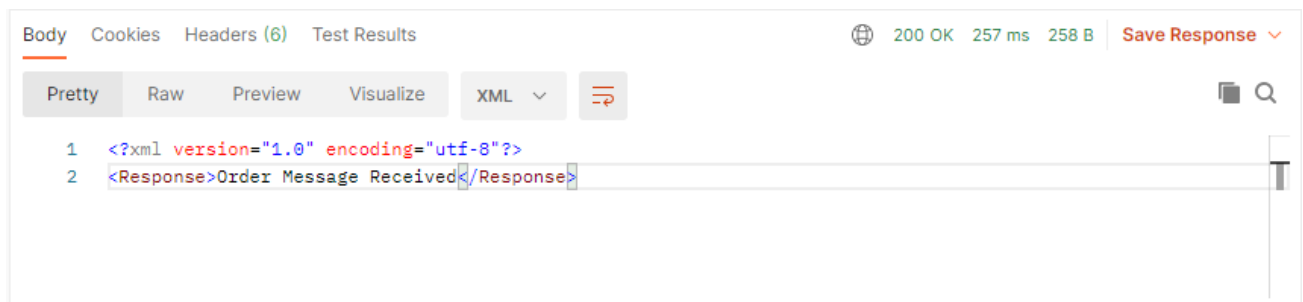 Body Cookies Headers (6) Test Results 200 OK 257 ms 258 B Save Response
Pretty Raw Preview Visualize XML
1 <?xml version="1.0" encoding="utf-8"?>
2 <Response>Order Message Received</Response>